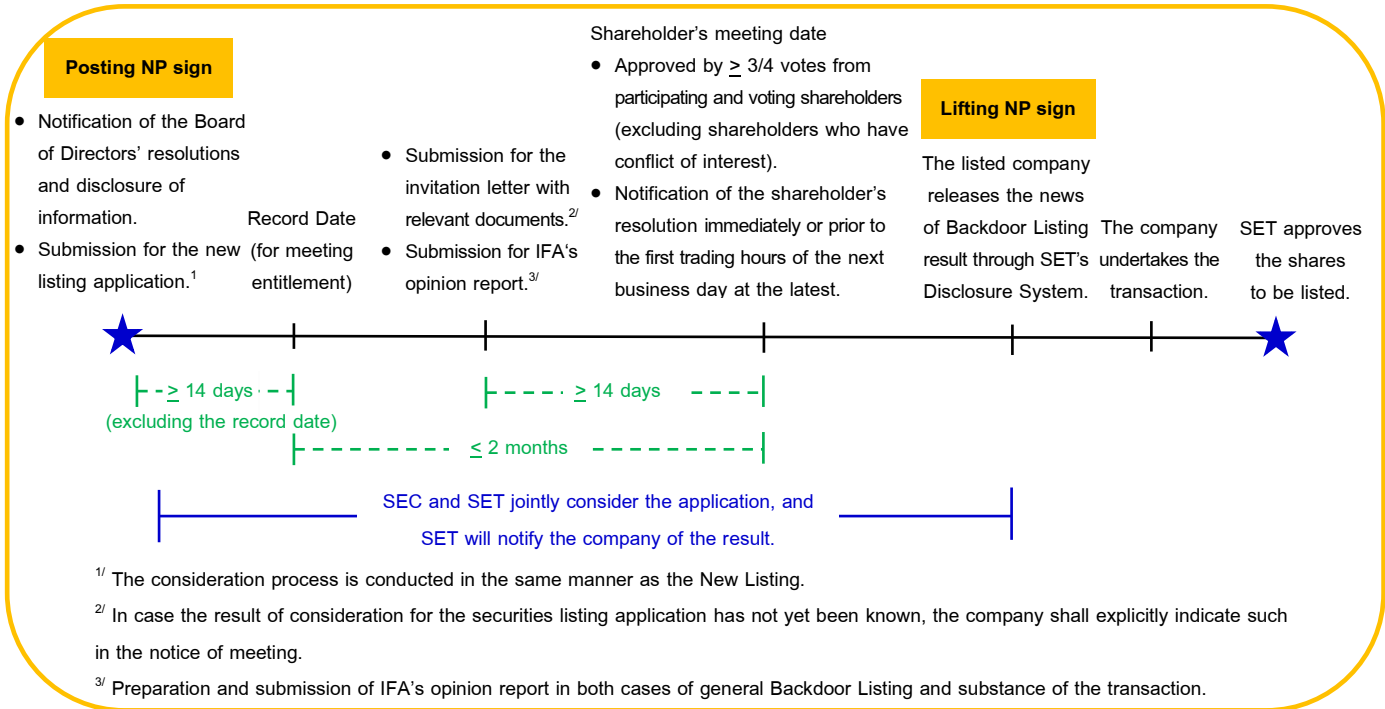 Posting NP sign
• Notification of the Board
of Directors' resolutions
and disclosure of
information.
• Submission for the new
listing application.1
Record Date
(for meeting
entitlement)
• Submission for the
invitation letter with
relevant documents.2/
• Submission for IFA's
opinion report.3/
Shareholder's meeting date
• Approved by ≥ 3/4 votes from
participating and voting shareholders
(excluding shareholders who have
conflict of interest).
• Notification of the shareholder's
resolution immediately or prior to
the first trading hours of the next
business day at the latest.
Lifting NP sign
The listed company
releases the news
of Backdoor Listing
result through SET's
Disclosure System.
The company
undertakes the
transaction.
SET approves
the shares
to be listed.
≥ 14 days
(excluding the record date)
≥ 14 days
≤ 2 months
SEC and SET jointly consider the application, and
SET will notify the company of the result.
1/ The consideration process is conducted in the same manner as the New Listing.
2/ In case the result of consideration for the securities listing application has not yet been known, the company shall explicitly indicate such
in the notice of meeting.
3/ Preparation and submission of IFA's opinion report in both cases of general Backdoor Listing and substance of the transaction.